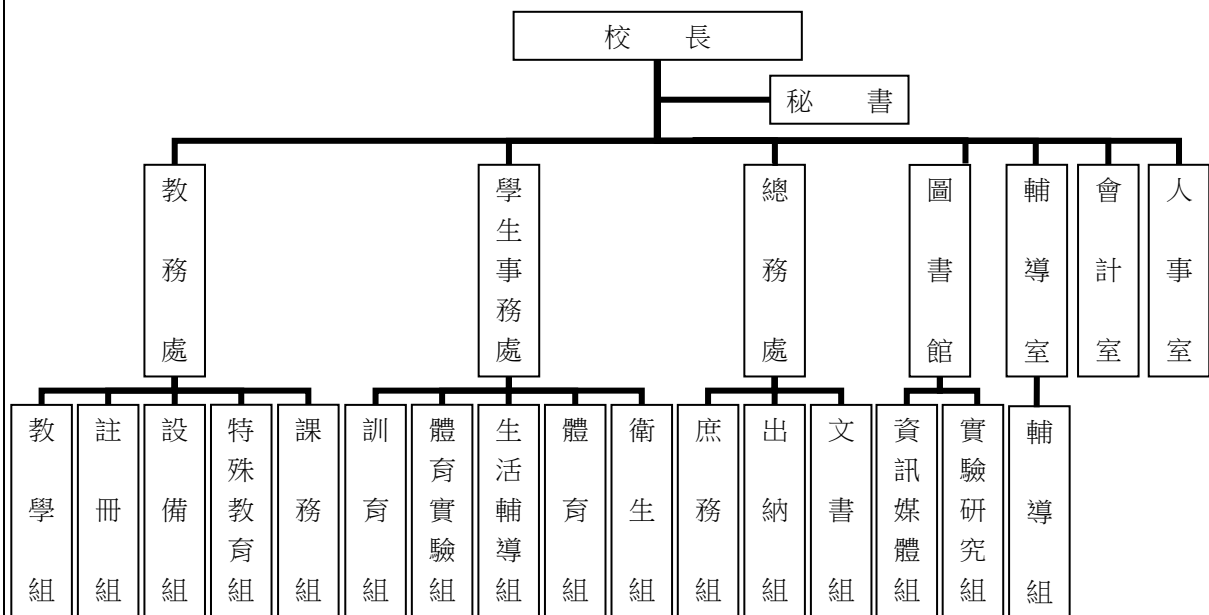 校 長
秘 書
教務處
學生事務處
總務處
圖書館
輔導室
會計室
人事室
教學組
註冊組
設備組
特殊教育組
課務組
訓育組
體育實驗組
生活輔導組
體育組
衛生組
庶務組
出納組
文書組
資訊媒體組
實驗研究組
輔導組